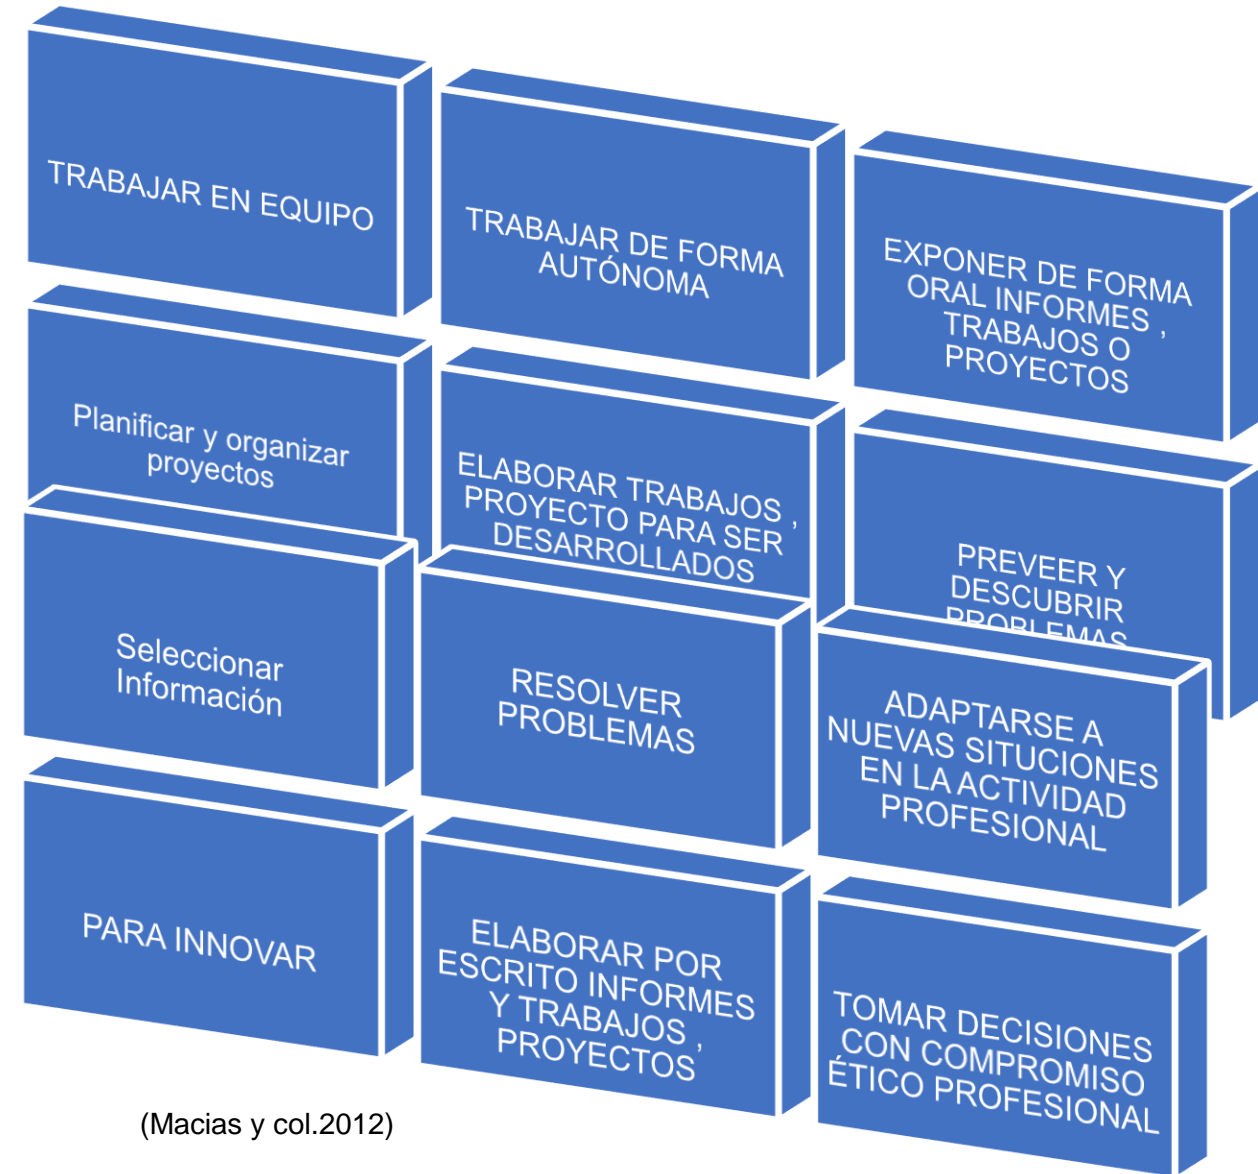 TRABAJAR EN EQUIPO
TRABAJAR DE FORMA
AUTÓNOMA
EXPONER DE FORMA
ORAL INFORMES ,
TRABAJOS O
PROYECTOS
Planificar y organizar
proyectos
ELABORAR TRABAJOS ,
PROYECTO PARA SER
DESARROLLADOS
PREVEER Y
DESCUBRIR
PROBLEMAS
Seleccionar
Información
RESOLVER
PROBLEMAS
ADAPTARSE A
NUEVAS SITUCIONES
EN LA ACTIVIDAD
PROFESIONAL
PARA INNOVAR
ELABORAR POR
ESCRITO INFORMES
Y TRABAJOS ,
PROYECTOS
TOMAR DECISIONES
CON COMPROMISO
ÉTICO PROFESIONAL
(Macias y col.2012)